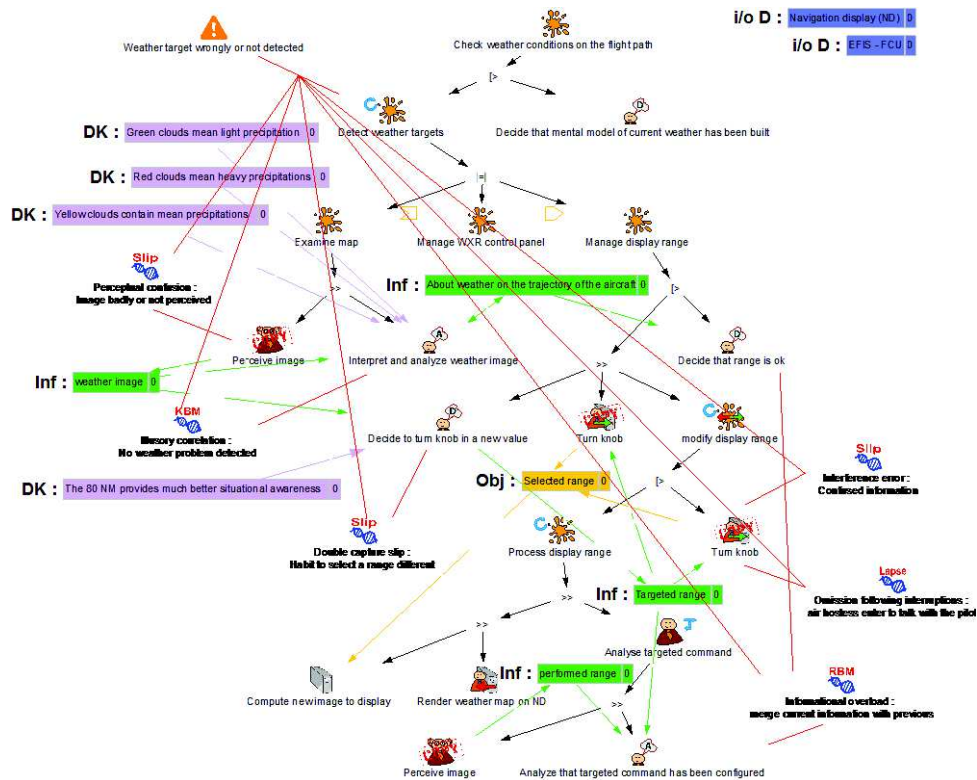 i/o D : Navigation display (ND) 0
i/o D : EFIS - FCU 0
Weather target wrongly or not detected
Check weather conditions on the flight path
[>
Detect weather targets
D
Decide that mental model of current weather has been built
DK : Green clouds mean light precipitation 0
|=|
DK : Red clouds mean heavy precipitations 0
DK : Yellow clouds contain mean precipitations 0
Examine map
Manage WXR control panel
Manage display range
Slip
Perceptual confusion :
Image badly or not perceived
>>
Inf : About weather on the trajectory of the aircraft 0
[>
Perceive image
A
Interpret and analyze weather image
D
Decide that range is ok
>>
Inf : weather image 0
KBM
Illusory correlation :
No weather problem detected
D
Decide to turn knob in a new value
Turn knob
modify display range
Slip
Interference error :
Confused information
DK : The 80 NM provides much better situational awareness 0
Obj : Selected range 0
[>
Slip
Double capture slip :
Habit to select a range different
Process display range
Turn knob
Lapse
Omission following interruptions :
air hostess enter to talk with the pilot
>>
Inf : Targeted range 0
>>
Analyse targeted command
Compute new image to display
Render weather map on ND
Inf : performed range 0
RBM
Informational overload :
merge current information with previous
>>
Perceive image
A
Analyze that targeted command has been configured